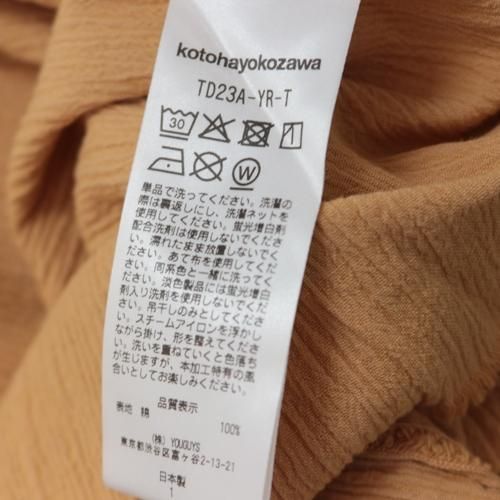 kotohayokozawa
TD23A-YR-T
30
W
単品で洗ってください。洗濯の
際は裏返しにし、洗濯ネットを
使用してください。蛍光増白剤
配合洗剤は使用しないでくださ
い。濡れたまま放置しないでく
ださい。あて布を使用してくだ
さい。同系色と一緒に洗ってく
ださい。淡色製品には蛍光増白
剤入り洗剤を使用しないでくだ
さい。吊干しのみとしてくださ
い。スチームアイロンを浮かし
ながら掛け、形を整えてくださ
い。洗いを重ねていくと色落ち
が生じますが、本加工特有の風
合いとしてお楽しみください。
品質表示
表地 綿 100%
(株) YOUGUYS
東京都渋谷区富ヶ谷2-13-21
日本製
1